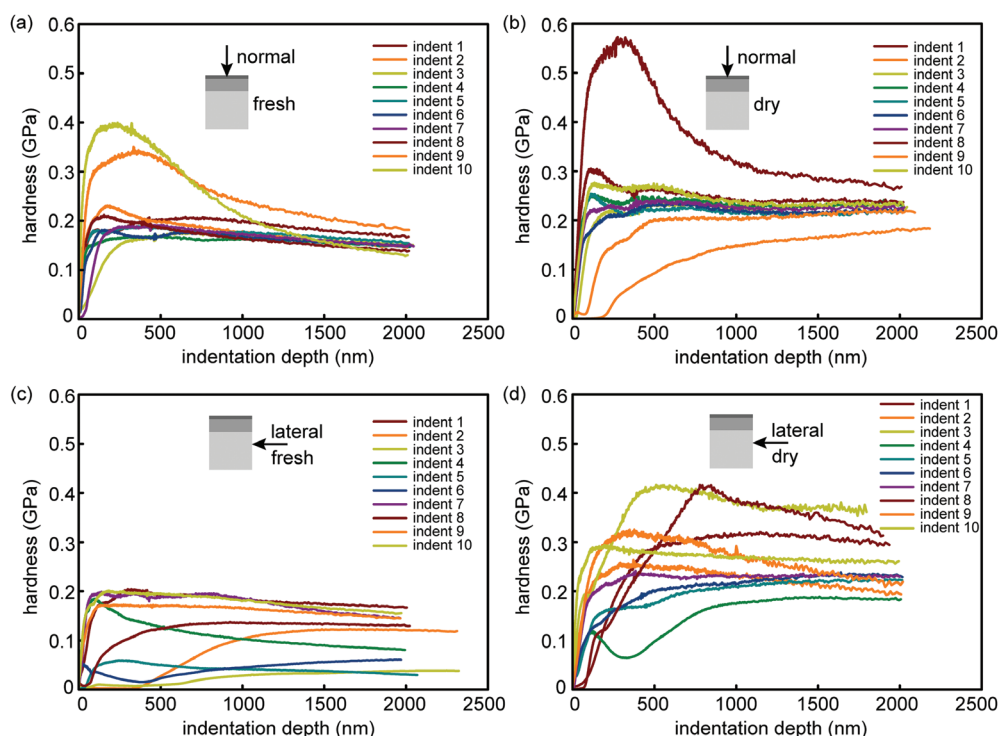 (a)
hardness (GPa)
0.6
0.5
0.4
0.3
0.2
0.1
0
0 500 1000 1500 2000 2500
indentation depth (nm)
normal
fresh
indent 1
indent 2
indent 3
indent 4
indent 5
indent 6
indent 7
indent 8
indent 9
indent 10
(b)
hardness (GPa)
0.6
0.5
0.4
0.3
0.2
0.1
0
0 500 1000 1500 2000 2500
indentation depth (nm)
normal
dry
indent 1
indent 2
indent 3
indent 4
indent 5
indent 6
indent 7
indent 8
indent 9
indent 10
(c)
hardness (GPa)
0.6
0.5
0.4
0.3
0.2
0.1
0
0 500 1000 1500 2000 2500
indentation depth (nm)
lateral
fresh
indent 1
indent 2
indent 3
indent 4
indent 5
indent 6
indent 7
indent 8
indent 9
indent 10
(d)
hardness (GPa)
0.6
0.5
0.4
0.3
0.2
0.1
0
0 500 1000 1500 2000 2500
indentation depth (nm)
lateral
dry
indent 1
indent 2
indent 3
indent 4
indent 5
indent 6
indent 7
indent 8
indent 9
indent 10